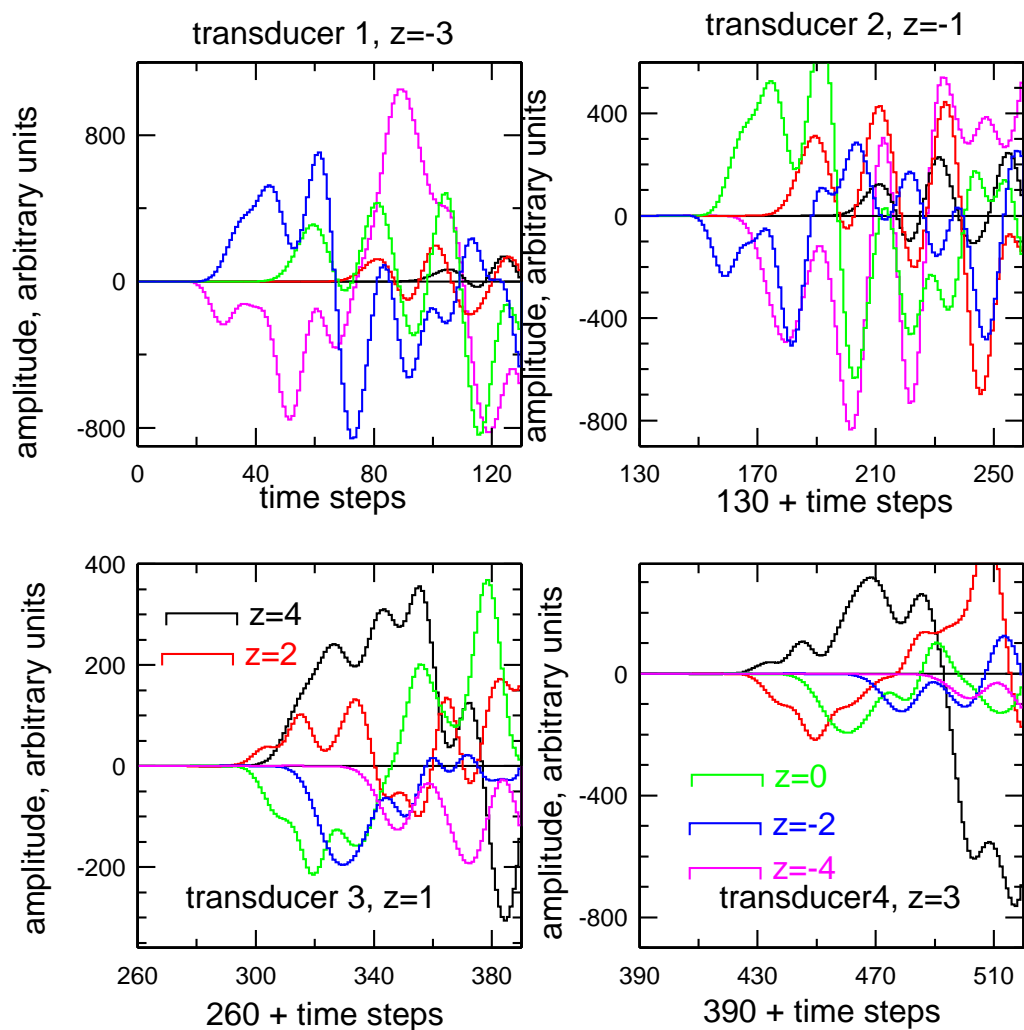 transducer 1, z=-3
transducer 2, z=-1
amplitude, arbitrary units
800
0
-800
0
40
80
120
time steps
amplitude, arbitrary units
400
0
-400
-800
130
170
210
250
130 + time steps
amplitude, arbitrary units
400
200
0
-200
z=4
z=2
transducer 3, z=1
260
300
340
380
260 + time steps
amplitude, arbitrary units
0
-400
-800
z=0
z=-2
z=-4
transducer4, z=3
390
430
470
510
390 + time steps